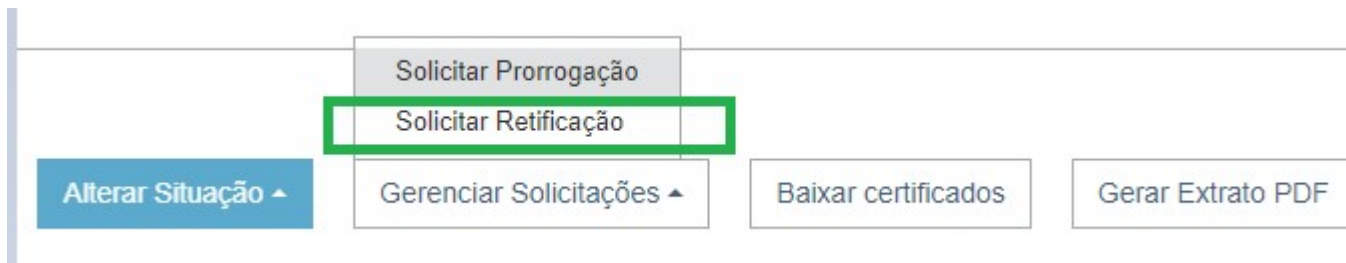 Solicitar Prorrogação
Solicitar Retificação
Alterar Situação Gerenciar Solicitações Baixar certificados Gerar Extrato PDF